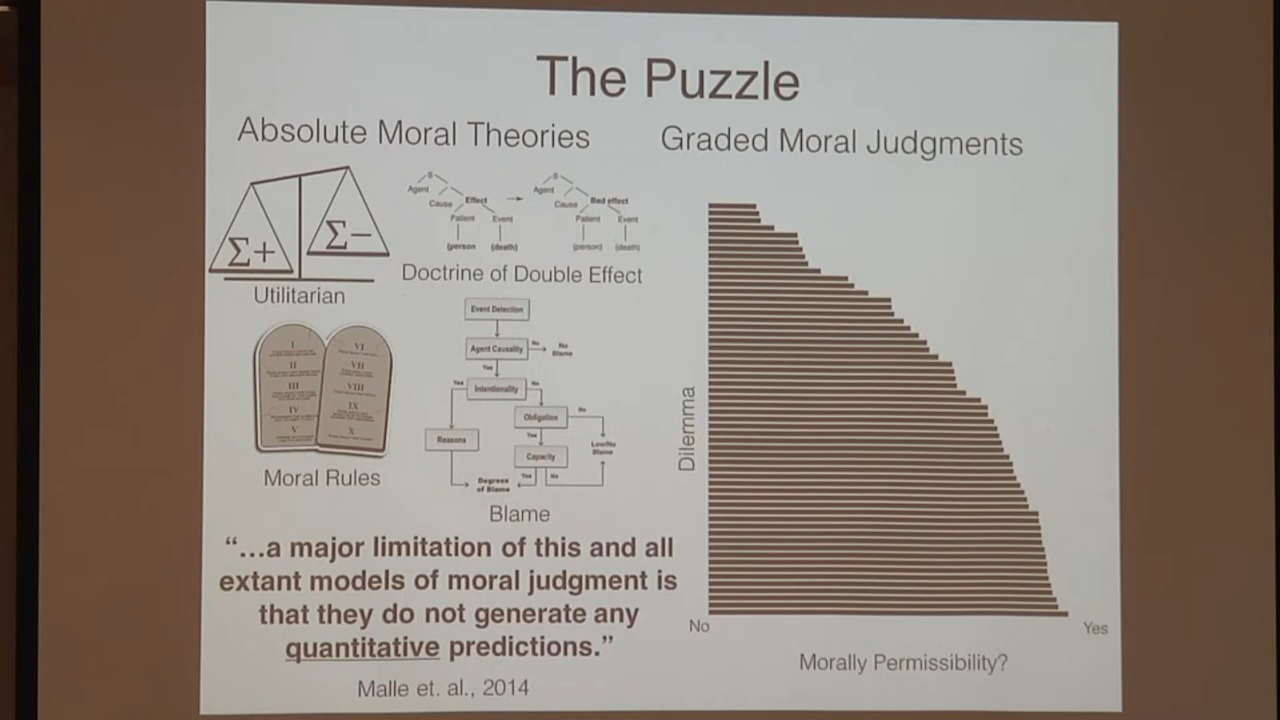 The Puzzle
Absolute Moral Theories
Σ+
Σ−
Utilitarian
S
Agent
Cause
Effect
Patient
Event
(person
(death)
S
Agent
Cause
Bad effect
Patient
Event
(person)
(death)
Doctrine of Double Effect
I
II
III
IV
V
VI
VII
VIII
IX
X
Moral Rules
Event Detection
Agent Causality
No
No
Blame
Yes
Intentionality
Yes
No
Obligation
No
Reasons
Yes
Low/No
Blame
Capacity
Yes
No
Degrees
of Blame
Blame
“...a major limitation of this and all
extant models of moral judgment is
that they do not generate any
quantitative predictions.”
Malle et. al., 2014
Graded Moral Judgments
Dilemma
No
Yes
Morally Permissibility?